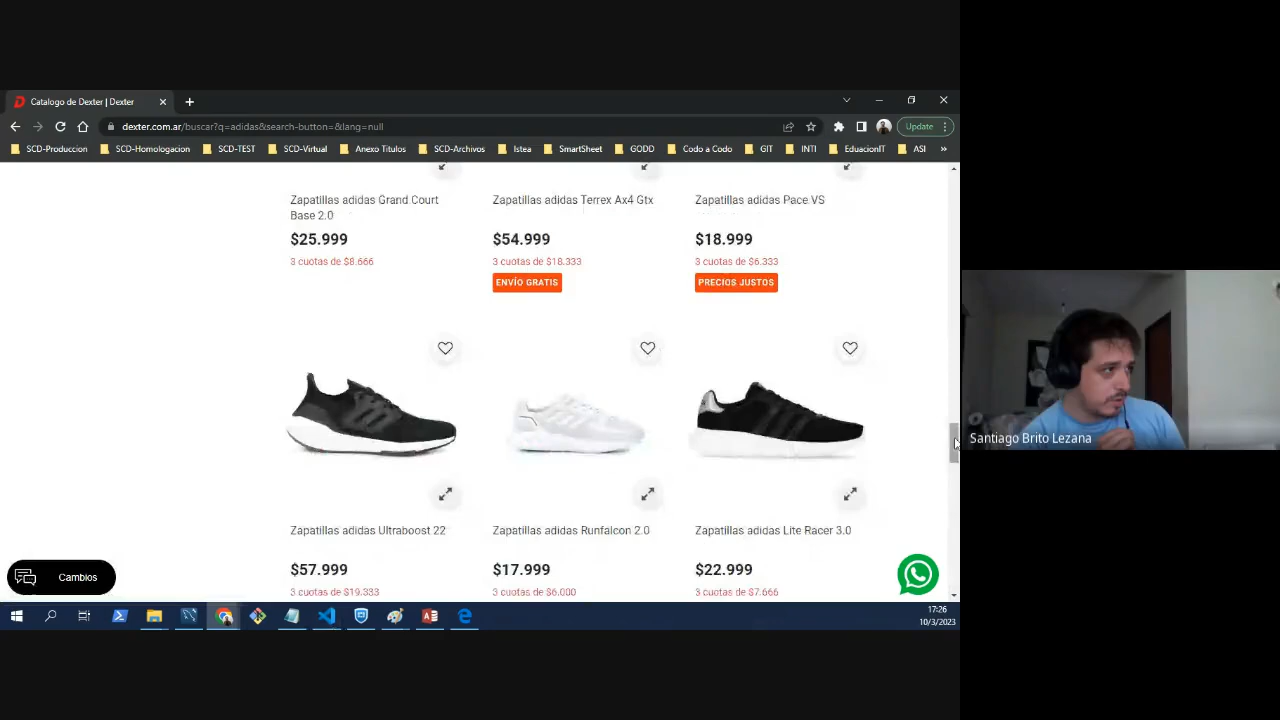 Catalogo de Dexter | Dexter
dexter.com.ar/buscar?q=adidas&search-button=&lang=null
Update
SCD-Produccion
SCD-Homologacion
SCD-TEST
SCD-Virtual
Anexo Titulos
SCD-Archivos
Istea
SmartSheet
GODD
Codo a Codo
GIT
INTI
EduacionIT
ASI
»
Zapatillas adidas Grand Court
Base 2.0
$25.999
3 cuotas de $8.666
Zapatillas adidas Terrex Ax4 Gtx
$54.999
3 cuotas de $18.333
ENVÍO GRATIS
Zapatillas adidas Pace VS
$18.999
3 cuotas de $6.333
PRECIOS JUSTOS
Zapatillas adidas Ultraboost 22
$57.999
3 cuotas de $19.333
Zapatillas adidas Runfalcon 2.0
$17.999
3 cuotas de $6.000
Zapatillas adidas Lite Racer 3.0
$22.999
3 cuotas de $7.666
Cambios
Santiago Brito Lezana
17:26
10/3/2023